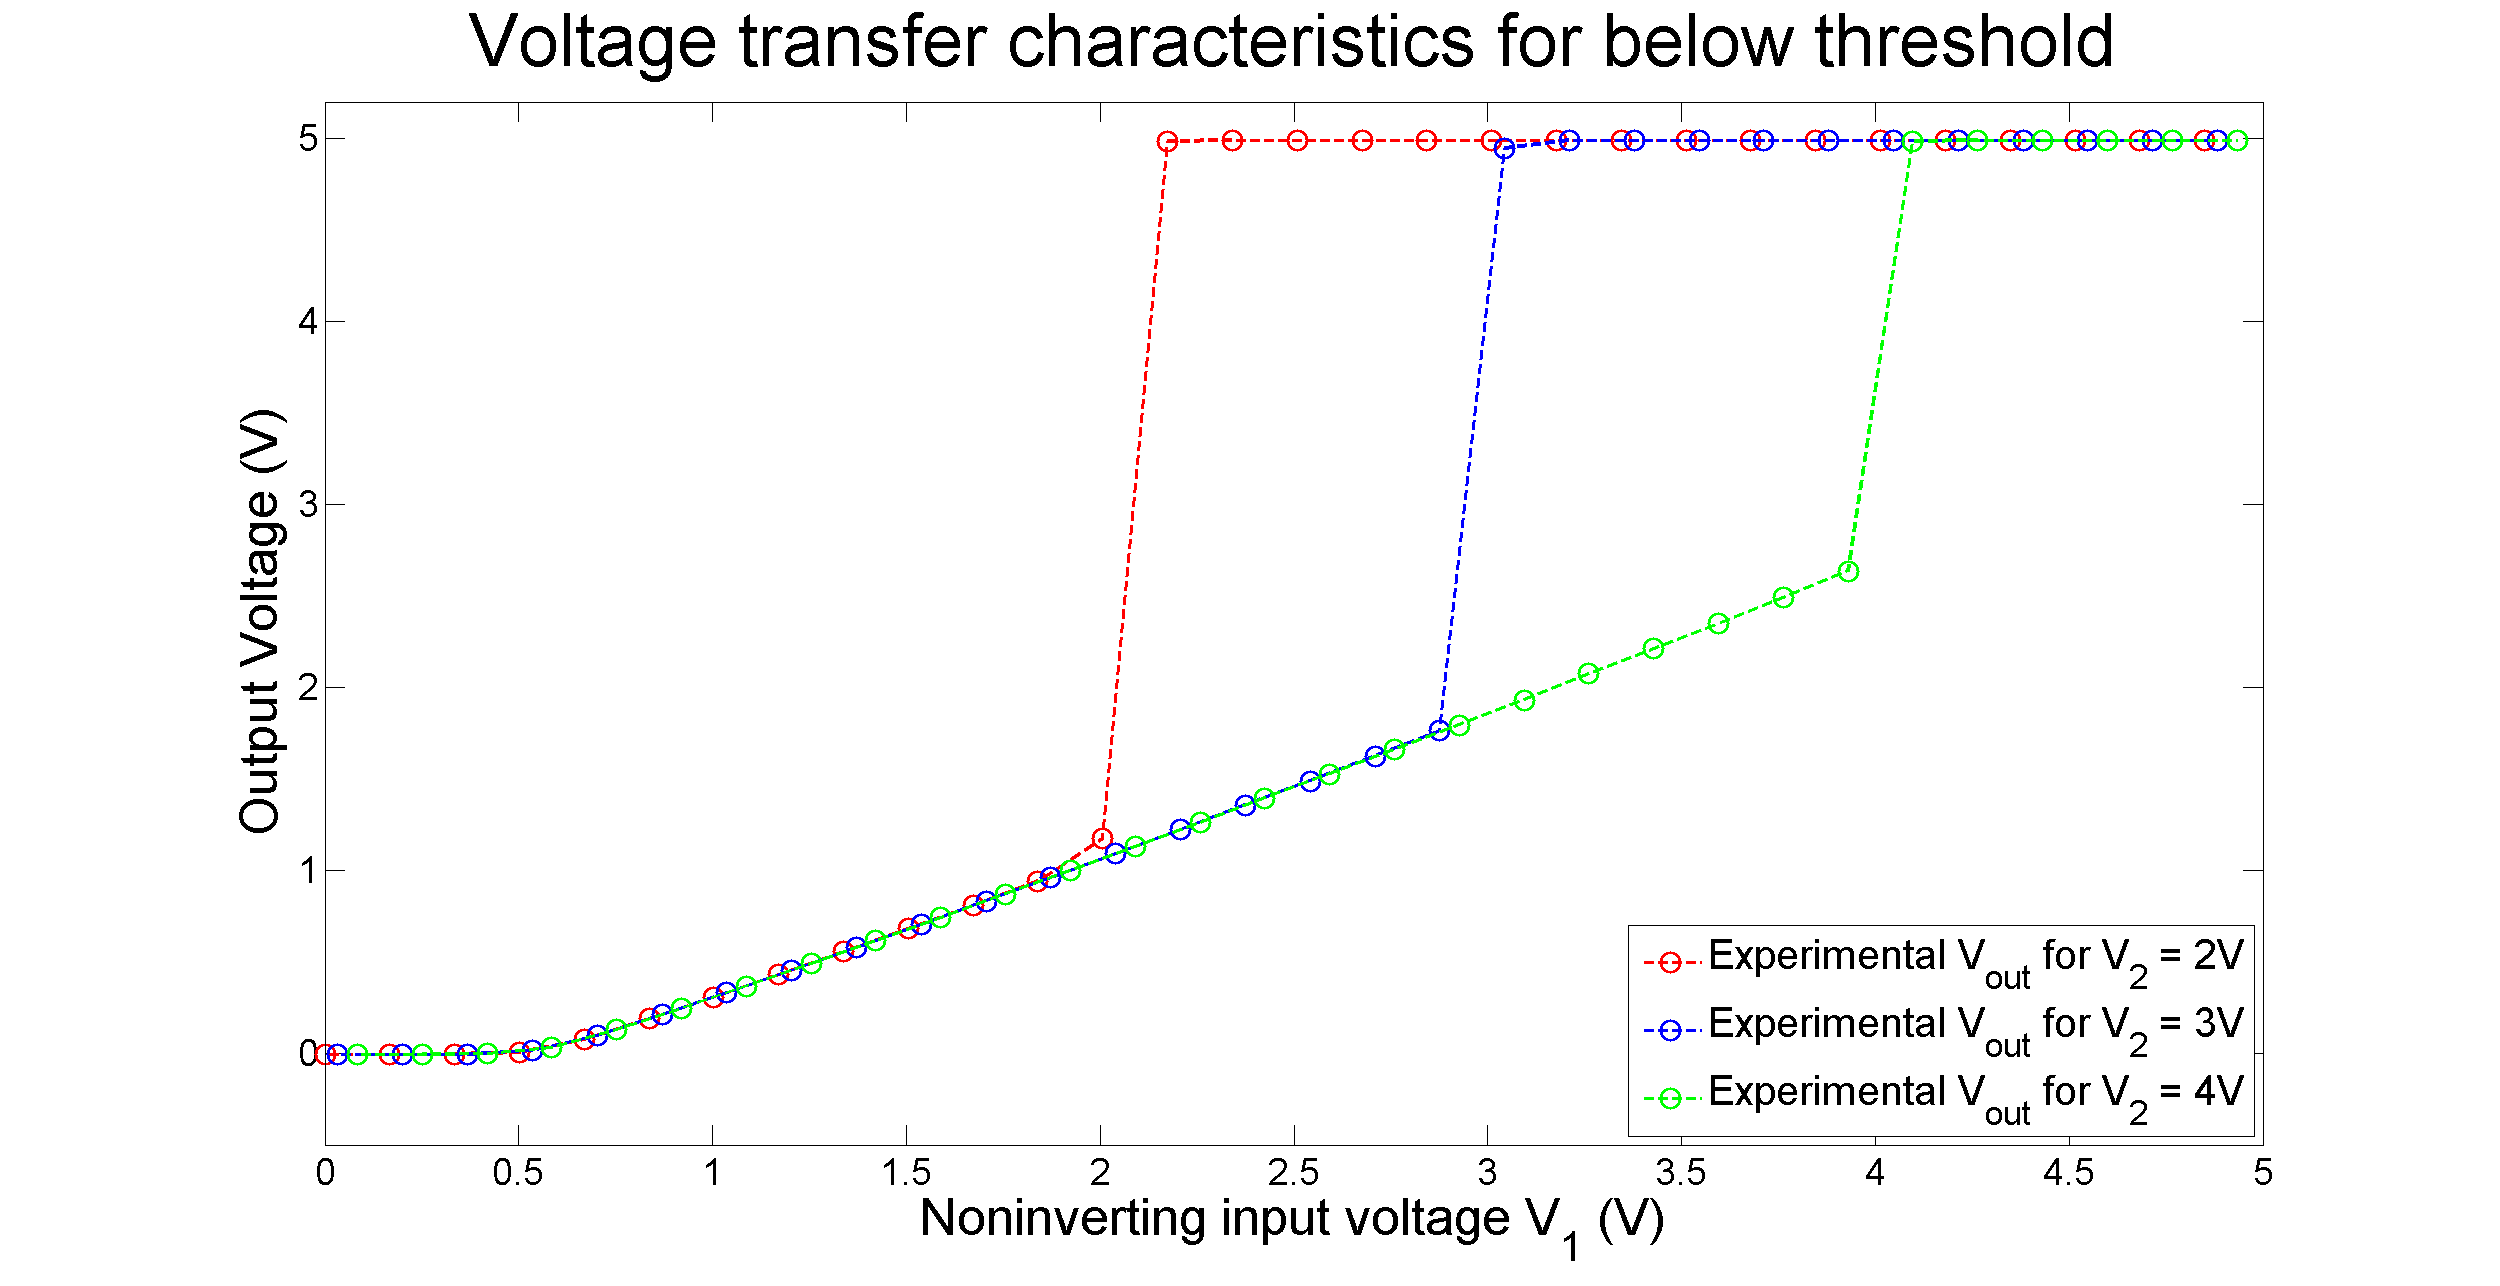 Voltage transfer characteristics for below threshold
Output Voltage (V)
5
4
3
2
1
0
0 0.5 1 1.5 2 2.5 3 3.5 4 4.5 5
Noninverting input voltage V₁ (V)
Experimental Vout for V₂ = 2V
Experimental Vout for V₂ = 3V
Experimental Vout for V₂ = 4V